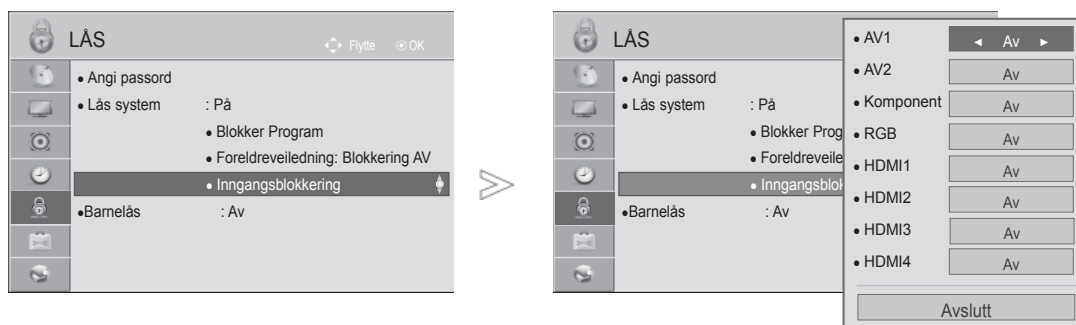 LÅS
Flytte OK
• Angi passord
• Lås system : På
• Blokker Program
• Foreldreveiledning: Blokkering AV
• Inngangsblokkering
•Barnelås : Av
LÅS
• Angi passord
• Lås system : På
• Blokker Prog
• Foreldreveile
• Inngangsblok
•Barnelås : Av
• AV1 ◄ Av ►
• AV2 Av
• Komponent Av
• RGB Av
• HDMI1 Av
• HDMI2 Av
• HDMI3 Av
• HDMI4 Av
Avslutt